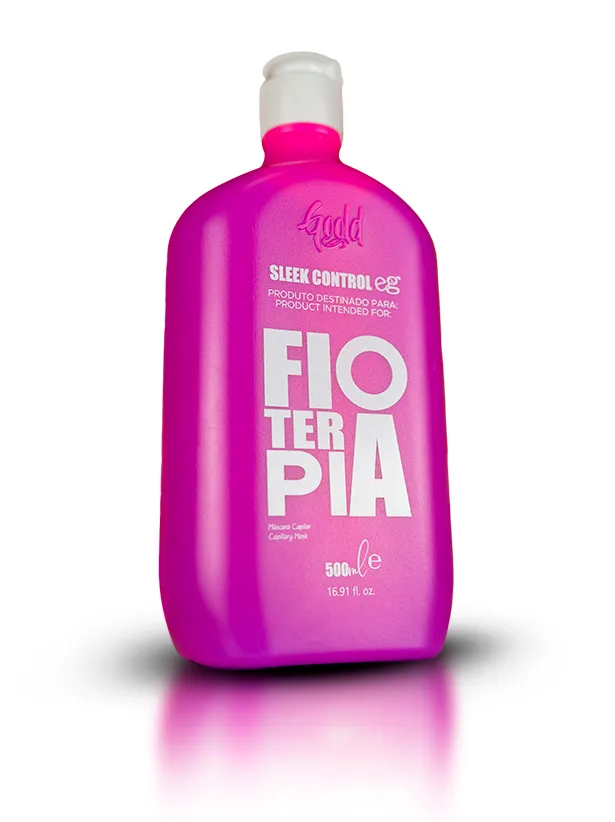 Goold
SLEEK CONTROL eg
PRODUTO DESTINADO PARA:
PRODUCT INTENDED FOR:
FIO
TER
PIA
Máscara Capilar
Capillary Mask
500ml e
16.91 fl. oz.